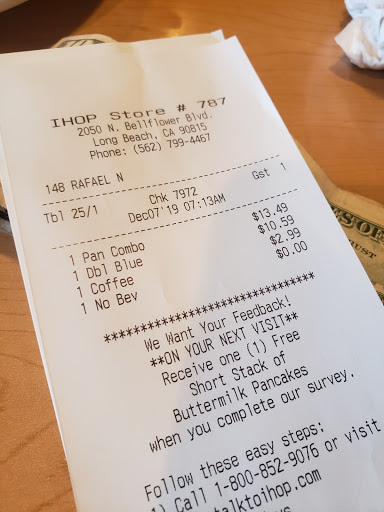 IHOP Store # 787
2050 N. Bellflower Blvd.
Long Beach, CA 90815
Phone: (562) 799-4467
148 RAFAEL N
Tbl 25/1 Chk 7972 Gst 1
Dec07'19 07:13AM
1 Pan Combo $13.49
1 Dbl Blue $10.59
1 Coffee $2.99
1 No Bev $0.00
******************************
We Want Your Feedback!
**ON YOUR NEXT VISIT**
Receive one (1) Free
Short Stack of
Buttermilk Pancakes
when you complete our survey.
Follow these easy steps:
1) Call 1-800-852-9076 or visit
talktoihop.com
ES OF
TRUST